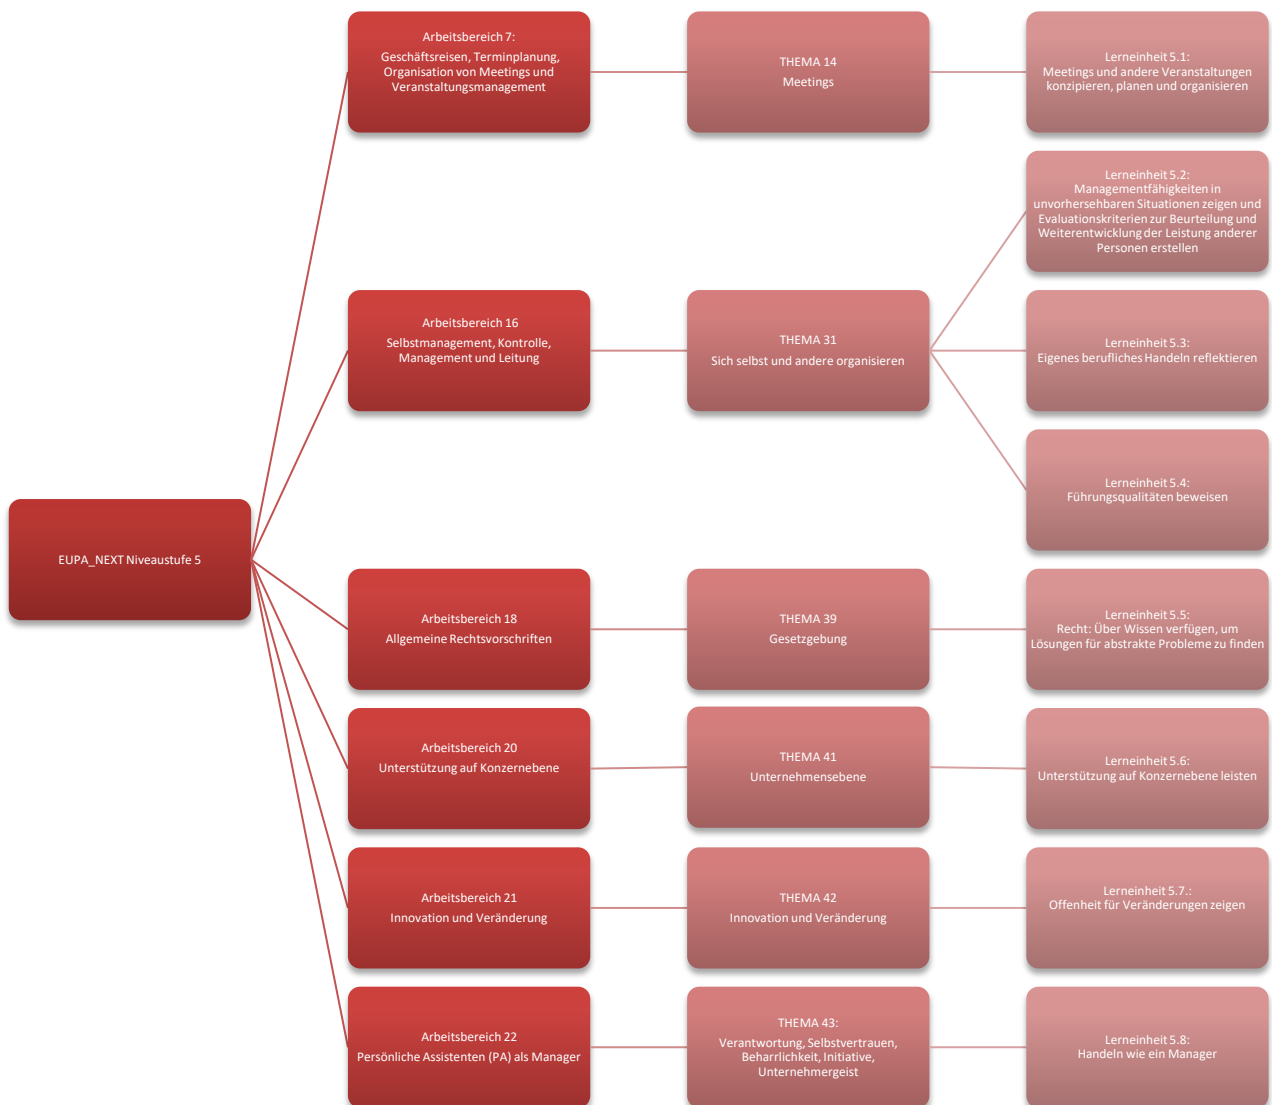 Arbeitsbereich 7:
Geschäftsreisen, Terminplanung,
Organisation von Meetings und
Veranstaltungsmanagement
THEMA 14
Meetings
Lerneinheit 5.1:
Meetings und andere Veranstaltungen
konzipieren, planen und organisieren
Lerneinheit 5.2:
Managementfähigkeiten in
unvorhersehbaren Situationen zeigen und
Evaluationskriterien zur Beurteilung und
Weiterentwicklung der Leistung anderer
Personen erstellen
Arbeitsbereich 16
Selbstmanagement, Kontrolle,
Management und Leitung
THEMA 31
Sich selbst und andere organisieren
Lerneinheit 5.3:
Eigenes berufliches Handeln reflektieren
Lerneinheit 5.4:
Führungsqualitäten beweisen
EUPA_NEXT Niveaustufe 5
Arbeitsbereich 18
Allgemeine Rechtsvorschriften
THEMA 39
Gesetzgebung
Lerneinheit 5.5:
Recht: Über Wissen verfügen, um
Lösungen für abstrakte Probleme zu finden
Arbeitsbereich 20
Unterstützung auf Konzernebene
THEMA 41
Unternehmensebene
Lerneinheit 5.6:
Unterstützung auf Konzernebene leisten
Arbeitsbereich 21
Innovation und Veränderung
THEMA 42
Innovation und Veränderung
Lerneinheit 5.7.:
Offenheit für Veränderungen zeigen
Arbeitsbereich 22
Persönliche Assistenten (PA) als Manager
THEMA 43:
Verantwortung, Selbstvertrauen,
Beharrlichkeit, Initiative,
Unternehmergeist
Lerneinheit 5.8:
Handeln wie ein Manager